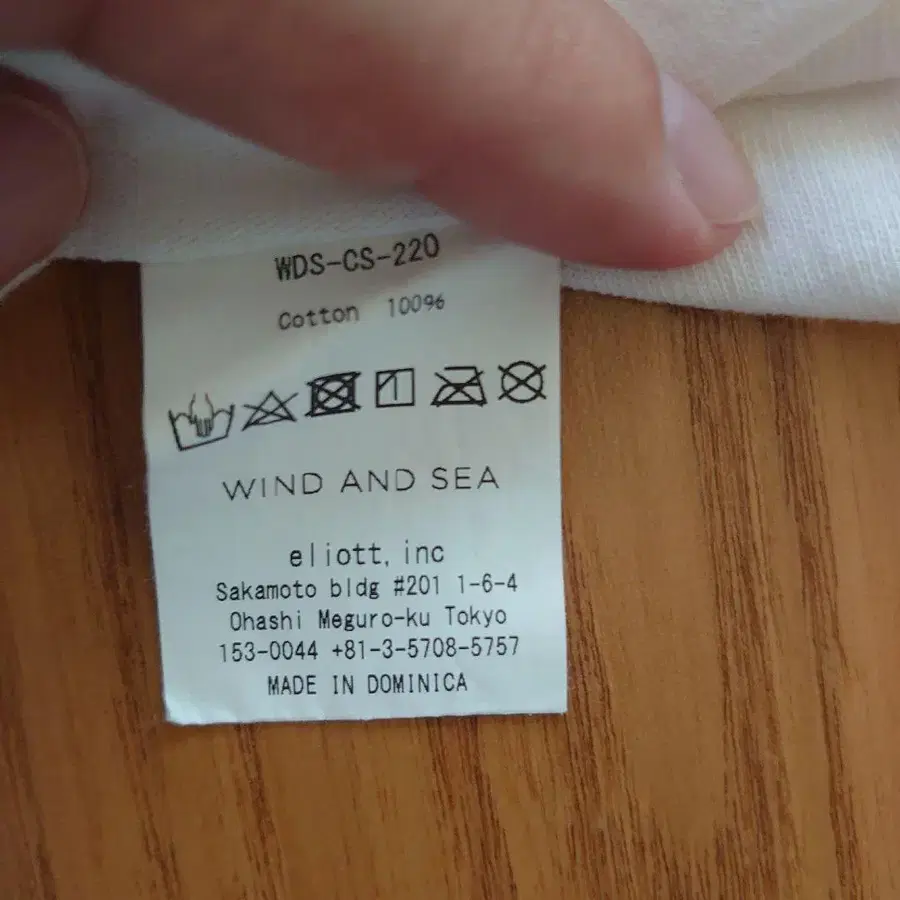 WDS-CS-220
Cotton 100%
WIND AND SEA
eliott, inc
Sakamoto bldg #201 1-6-4
Ohashi Meguro-ku Tokyo
153-0044 +81-3-5708-5757
MADE IN DOMINICA